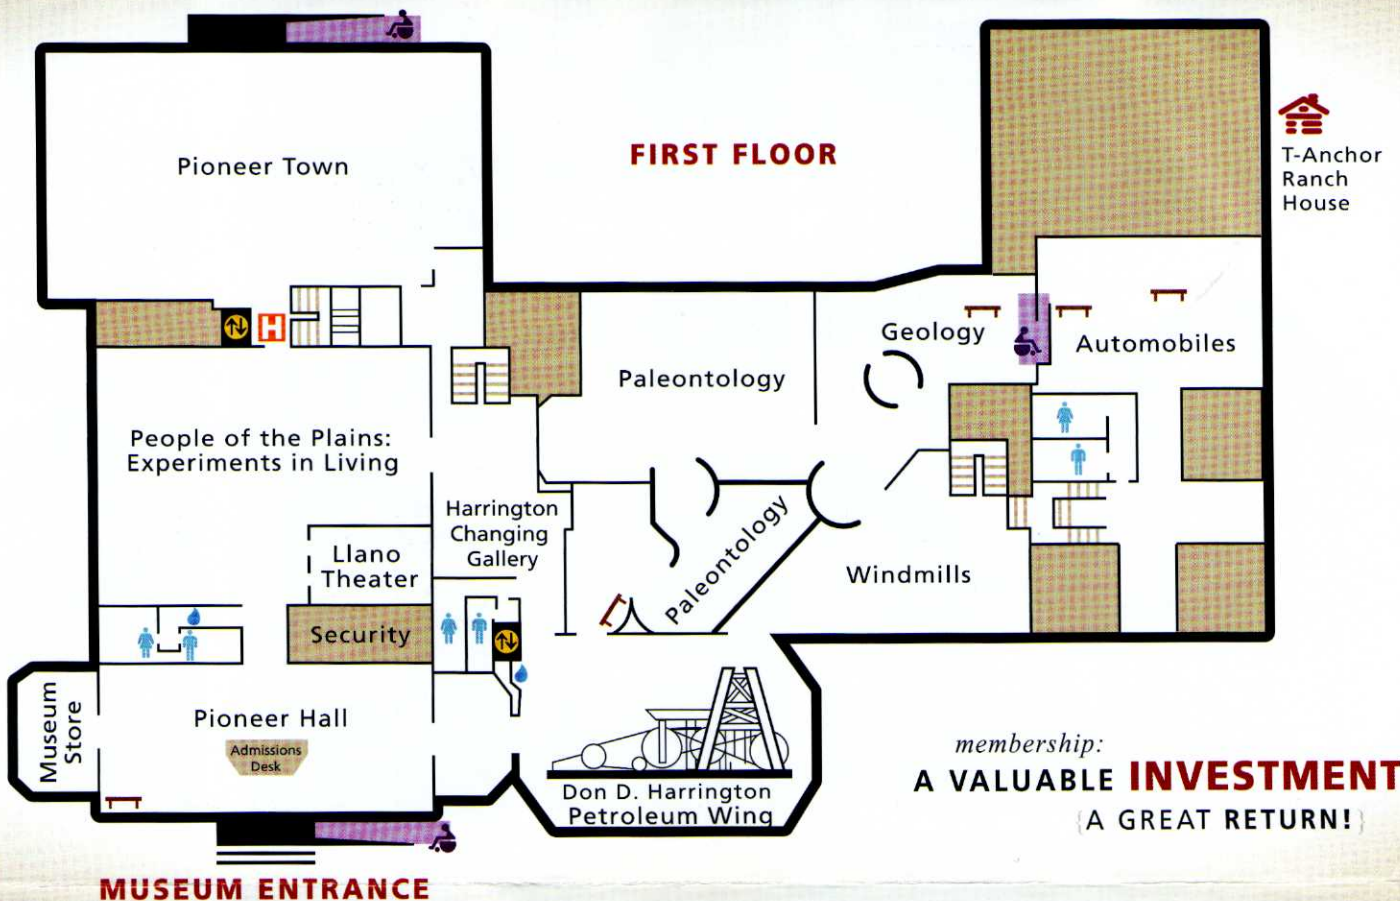 FIRST FLOOR
T-Anchor
Ranch
House
Pioneer Town
H
Geology
Automobiles
Paleontology
People of the Plains:
Experiments in Living
Harrington
Changing
Gallery
Llano
Theater
Paleontology
Windmills
Security
Museum
Store
Pioneer Hall
Admissions
Desk
Don D. Harrington
Petroleum Wing
membership:
A VALUABLE INVESTMENT
{A GREAT RETURN!}
MUSEUM ENTRANCE